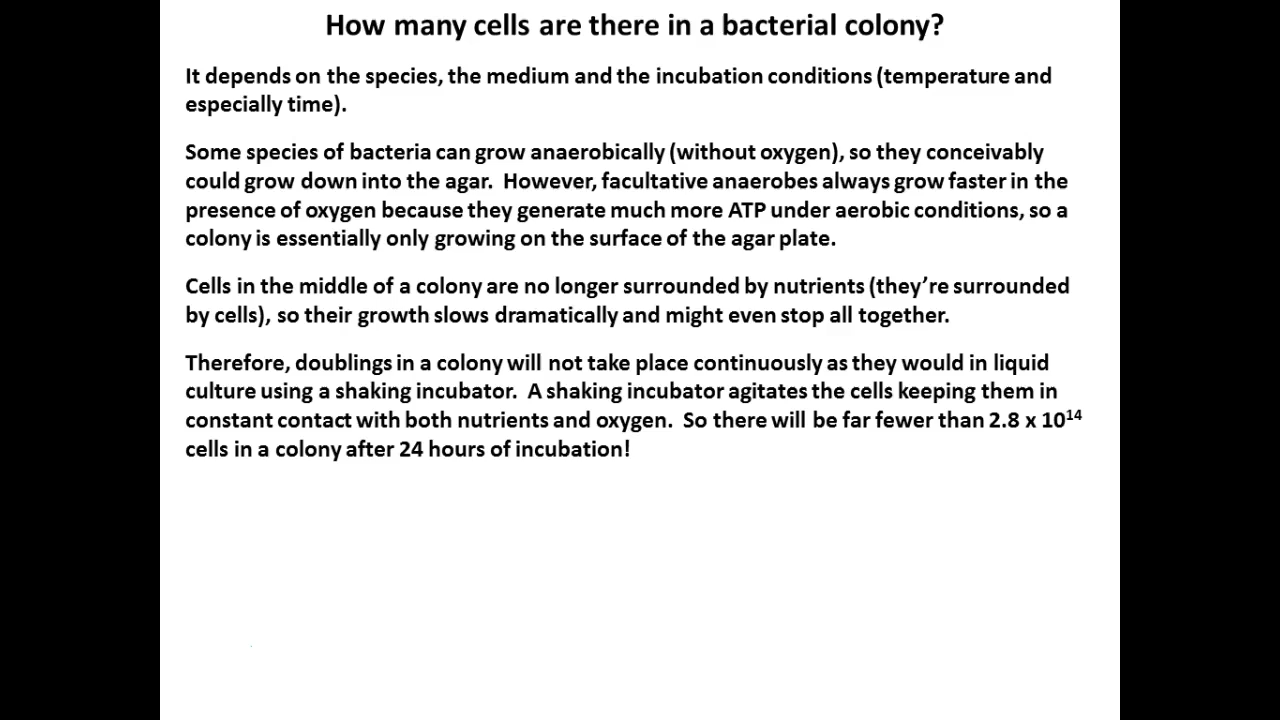 How many cells are there in a bacterial colony?
It depends on the species, the medium and the incubation conditions (temperature and
especially time).
Some species of bacteria can grow anaerobically (without oxygen), so they conceivably
could grow down into the agar.  However, facultative anaerobes always grow faster in the
presence of oxygen because they generate much more ATP under aerobic conditions, so a
colony is essentially only growing on the surface of the agar plate.
Cells in the middle of a colony are no longer surrounded by nutrients (they’re surrounded
by cells), so their growth slows dramatically and might even stop all together.
Therefore, doublings in a colony will not take place continuously as they would in liquid
culture using a shaking incubator.  A shaking incubator agitates the cells keeping them in
constant contact with both nutrients and oxygen.  So there will be far fewer than 2.8 x 10¹⁴
cells in a colony after 24 hours of incubation!